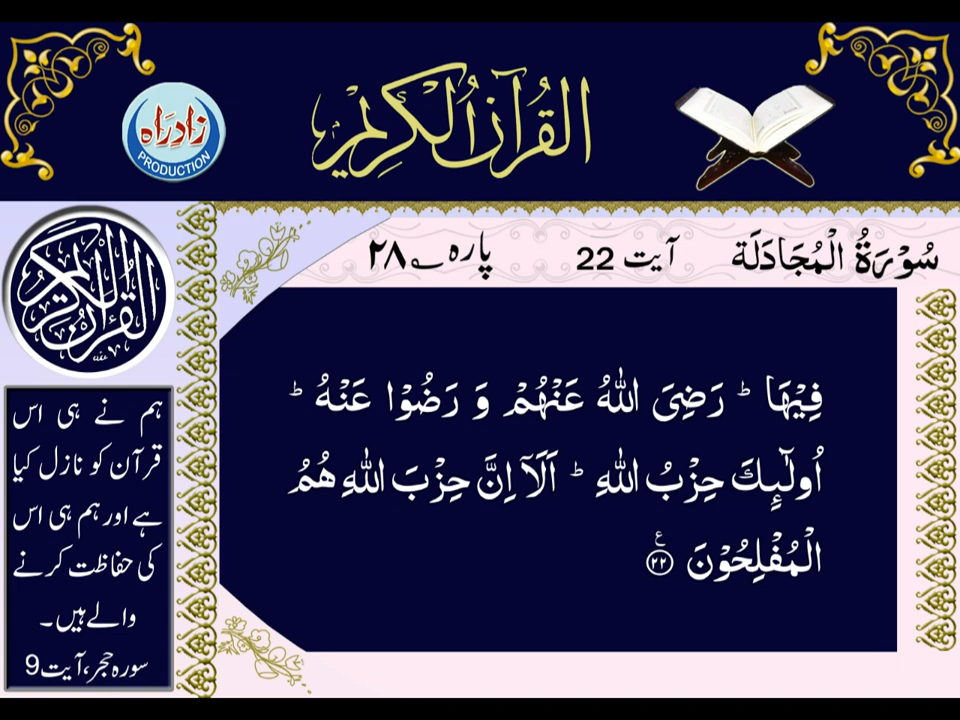 زادِراہ
PRODUCTION
القرآن الكريم
سُوْرَةُ الْمُجَادَلَة آیت 22 پارہ ۲۸
القرآن الكريم
فِیْهَا ؕ رَضِیَ اللّٰهُ عَنْهُمْ وَ رَضُوْا عَنْهُ ؕ
اُولٰٓىِٕكَ حِزْبُ اللّٰهِ ؕ اَلَاۤ اِنَّ حِزْبَ اللّٰهِ هُمُ
الْمُفْلِحُوْنَ ۲۲ ع
ہم نے ہی اس
قرآن کو نازل کیا
ہے اور ہم ہی اس
کی حفاظت کرنے
والے ہیں۔
سورہ حجر، آیت 9